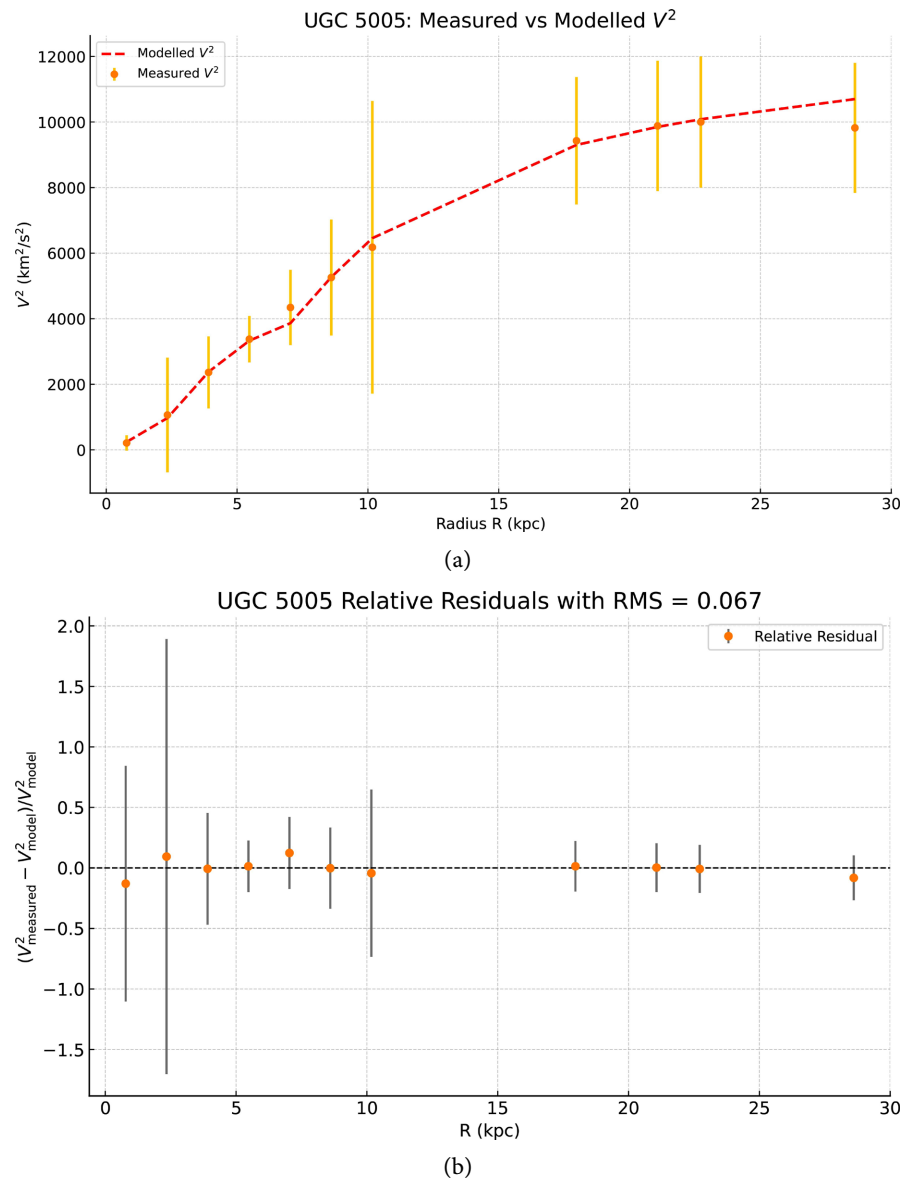 UGC 5005: Measured vs Modelled V²
Modelled V²
Measured V²
12000
10000
8000
6000
4000
2000
0
V² (km²/s²)
0 5 10 15 20 25 30
Radius R (kpc)
(a)
UGC 5005 Relative Residuals with RMS = 0.067
Relative Residual
2.0
1.5
1.0
0.5
0.0
−0.5
−1.0
−1.5
(V²measured − V²model)/V²model
0 5 10 15 20 25 30
R (kpc)
(b)